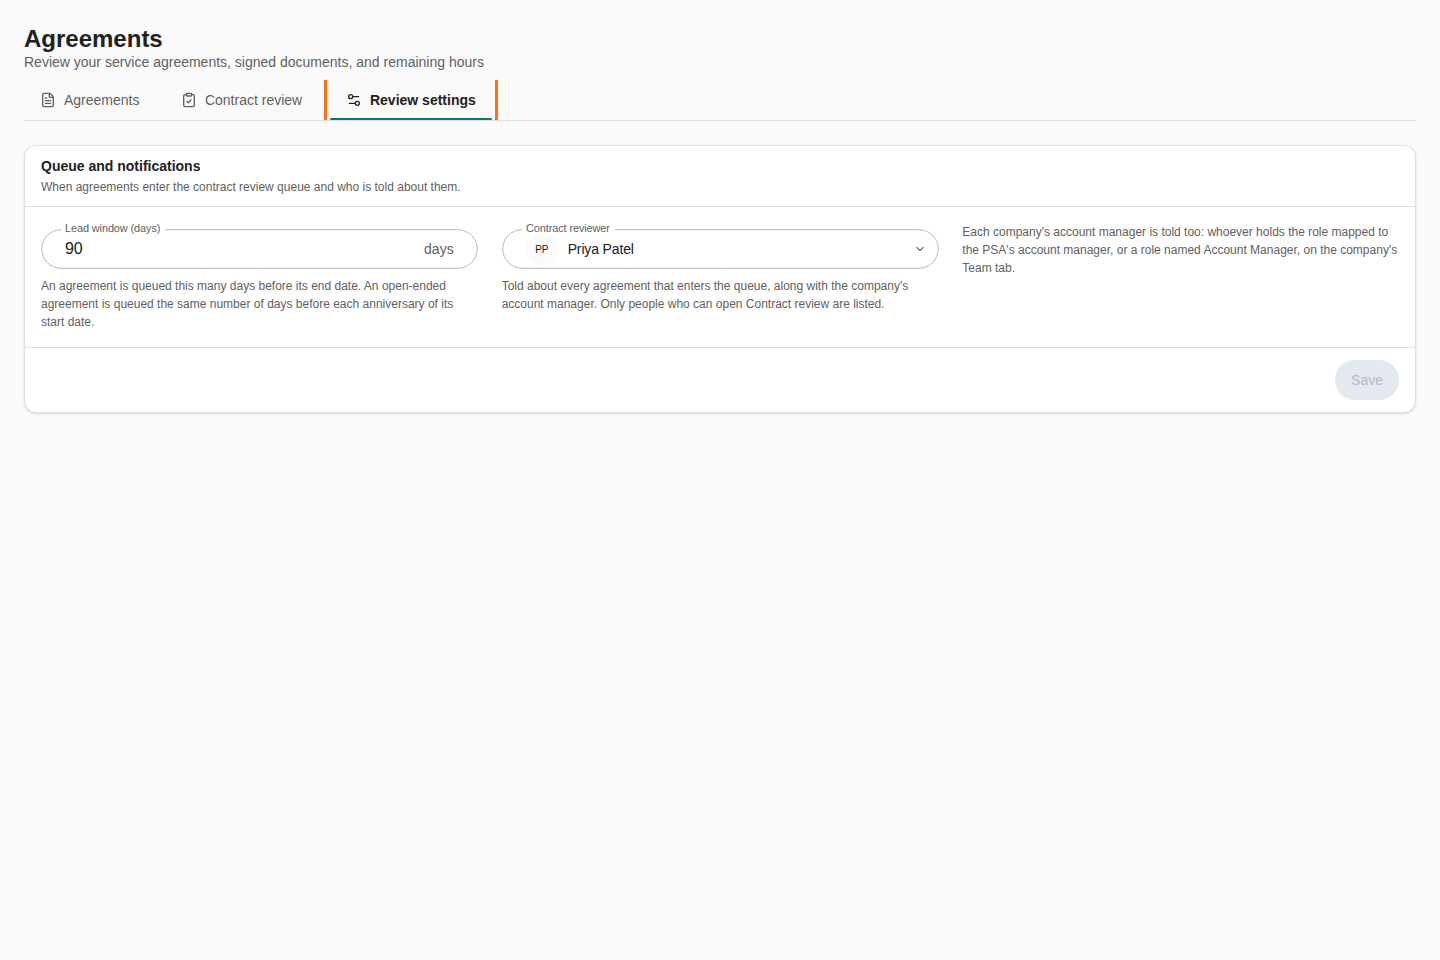 Agreements
Review your service agreements, signed documents, and remaining hours
Agreements
Contract review
Review settings
Queue and notifications
When agreements enter the contract review queue and who is told about them.
Lead window (days)
90 days
An agreement is queued this many days before its end date. An open-ended
agreement is queued the same number of days before each anniversary of its
start date.
Contract reviewer
PP Priya Patel
Told about every agreement that enters the queue, along with the company's
account manager. Only people who can open Contract review are listed.
Each company's account manager is told too: whoever holds the role mapped to
the PSA's account manager, or a role named Account Manager, on the company's
Team tab.
Save